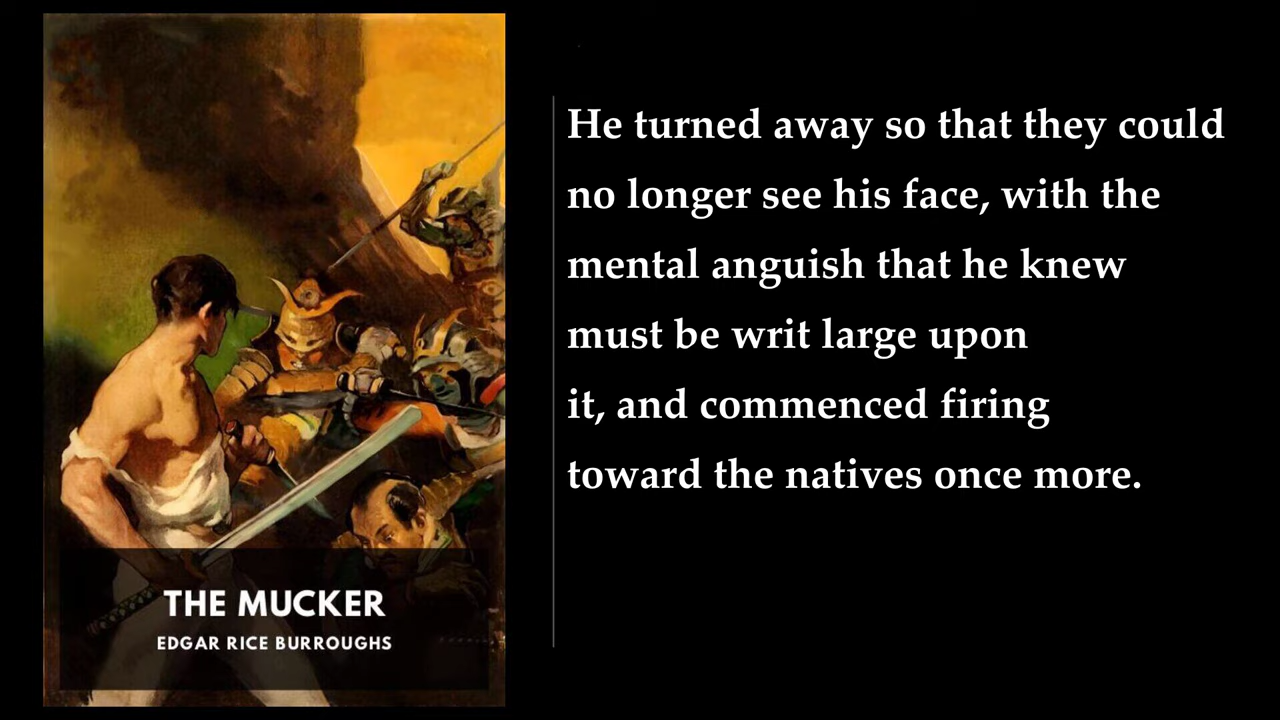 THE MUCKER
EDGAR RICE BURROUGHS
He turned away so that they could
no longer see his face, with the
mental anguish that he knew
must be writ large upon
it, and commenced firing
toward the natives once more.